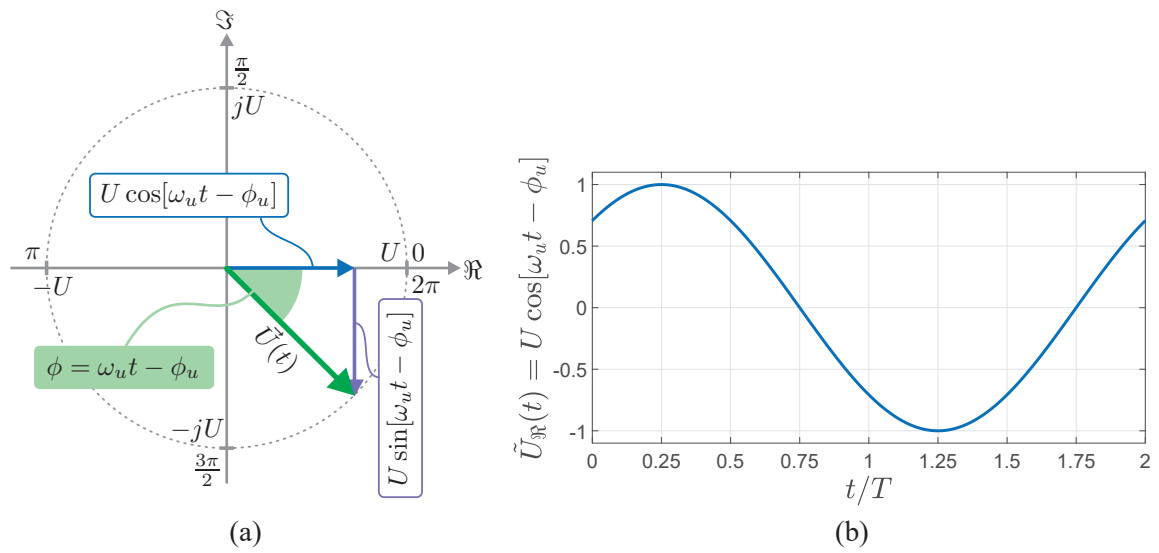 ℑ
π/2
jU
U cos[ω_u t − ϕ_u]
π
U
0
ℜ
−U
2π
U⃗(t)
ϕ = ω_u t − ϕ_u
U sin[ω_u t − ϕ_u]
−jU
3π/2
(a)
Ũ_ℜ(t) = U cos[ω_u t − ϕ_u]
1
0.5
0
-0.5
-1
0
0.25
0.5
0.75
1
1.25
1.5
1.75
2
t/T
(b)